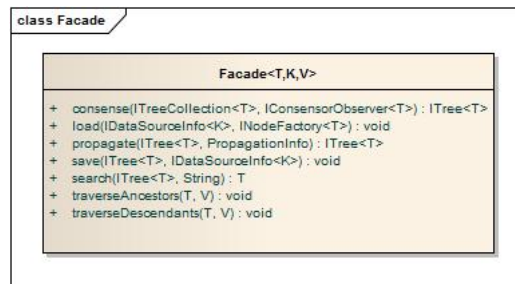 class Facade
Facade<T,K,V>
+ consense(ITreeCollection<T>, IConsensorObserver<T>) : ITree<T>
+ load(IDataSourceInfo<K>, INodeFactory<T>) : void
+ propagate(ITree<T>, PropagationInfo) : ITree<T>
+ save(ITree<T>, IDataSourceInfo<K>) : void
+ search(ITree<T>, String) : T
+ traverseAncestors(T, V) : void
+ traverseDescendants(T, V) : void